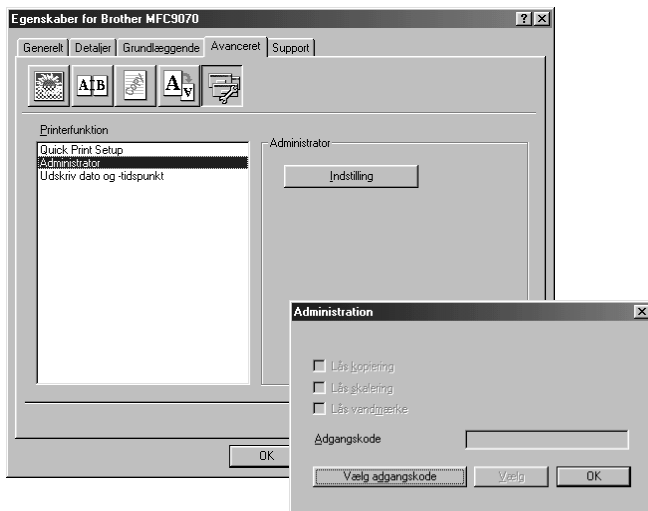 Egenskaber for Brother MFC9070
Generelt Detaljer Grundlæggende Avanceret Support
A B
Copy
A A
Printerfunktion
Quick Print Setup
Administrator
Udskriv dato og -tidspunkt
Administrator
Indstilling
OK
Administration
Lås kopiering
Lås skalering
Lås vandmærke
Adgangskode
Vælg adgangskode Vælg OK